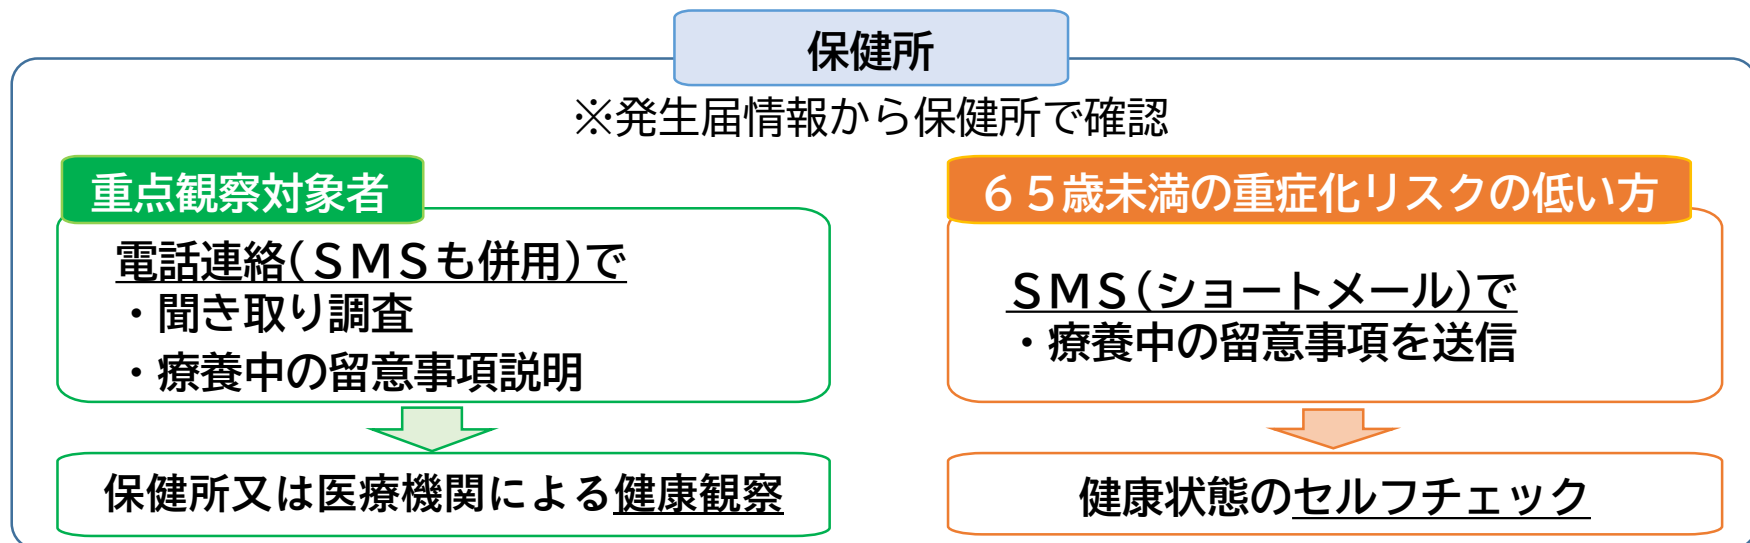 保健所
※発生届情報から保健所で確認
重点観察対象者
電話連絡(ＳＭＳも併用)で
・聞き取り調査
・療養中の留意事項説明
保健所又は医療機関による健康観察
６５歳未満の重症化リスクの低い方
ＳＭＳ(ショートメール)で
・療養中の留意事項を送信
健康状態のセルフチェック